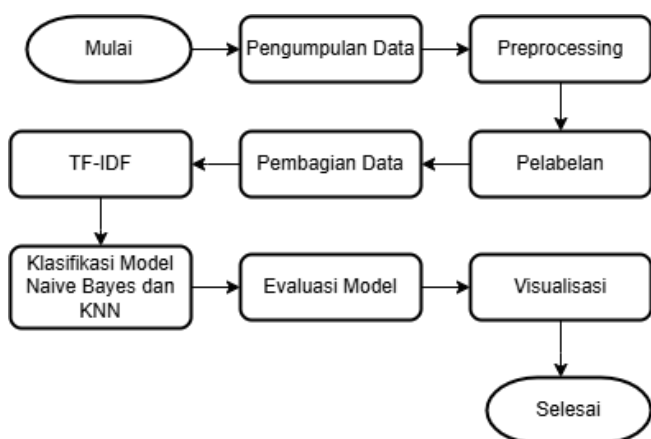 Mulai
Pengumpulan Data
Preprocessing
Pelabelan
Pembagian Data
TF-IDF
Klasifikasi Model
Naive Bayes dan
KNN
Evaluasi Model
Visualisasi
Selesai